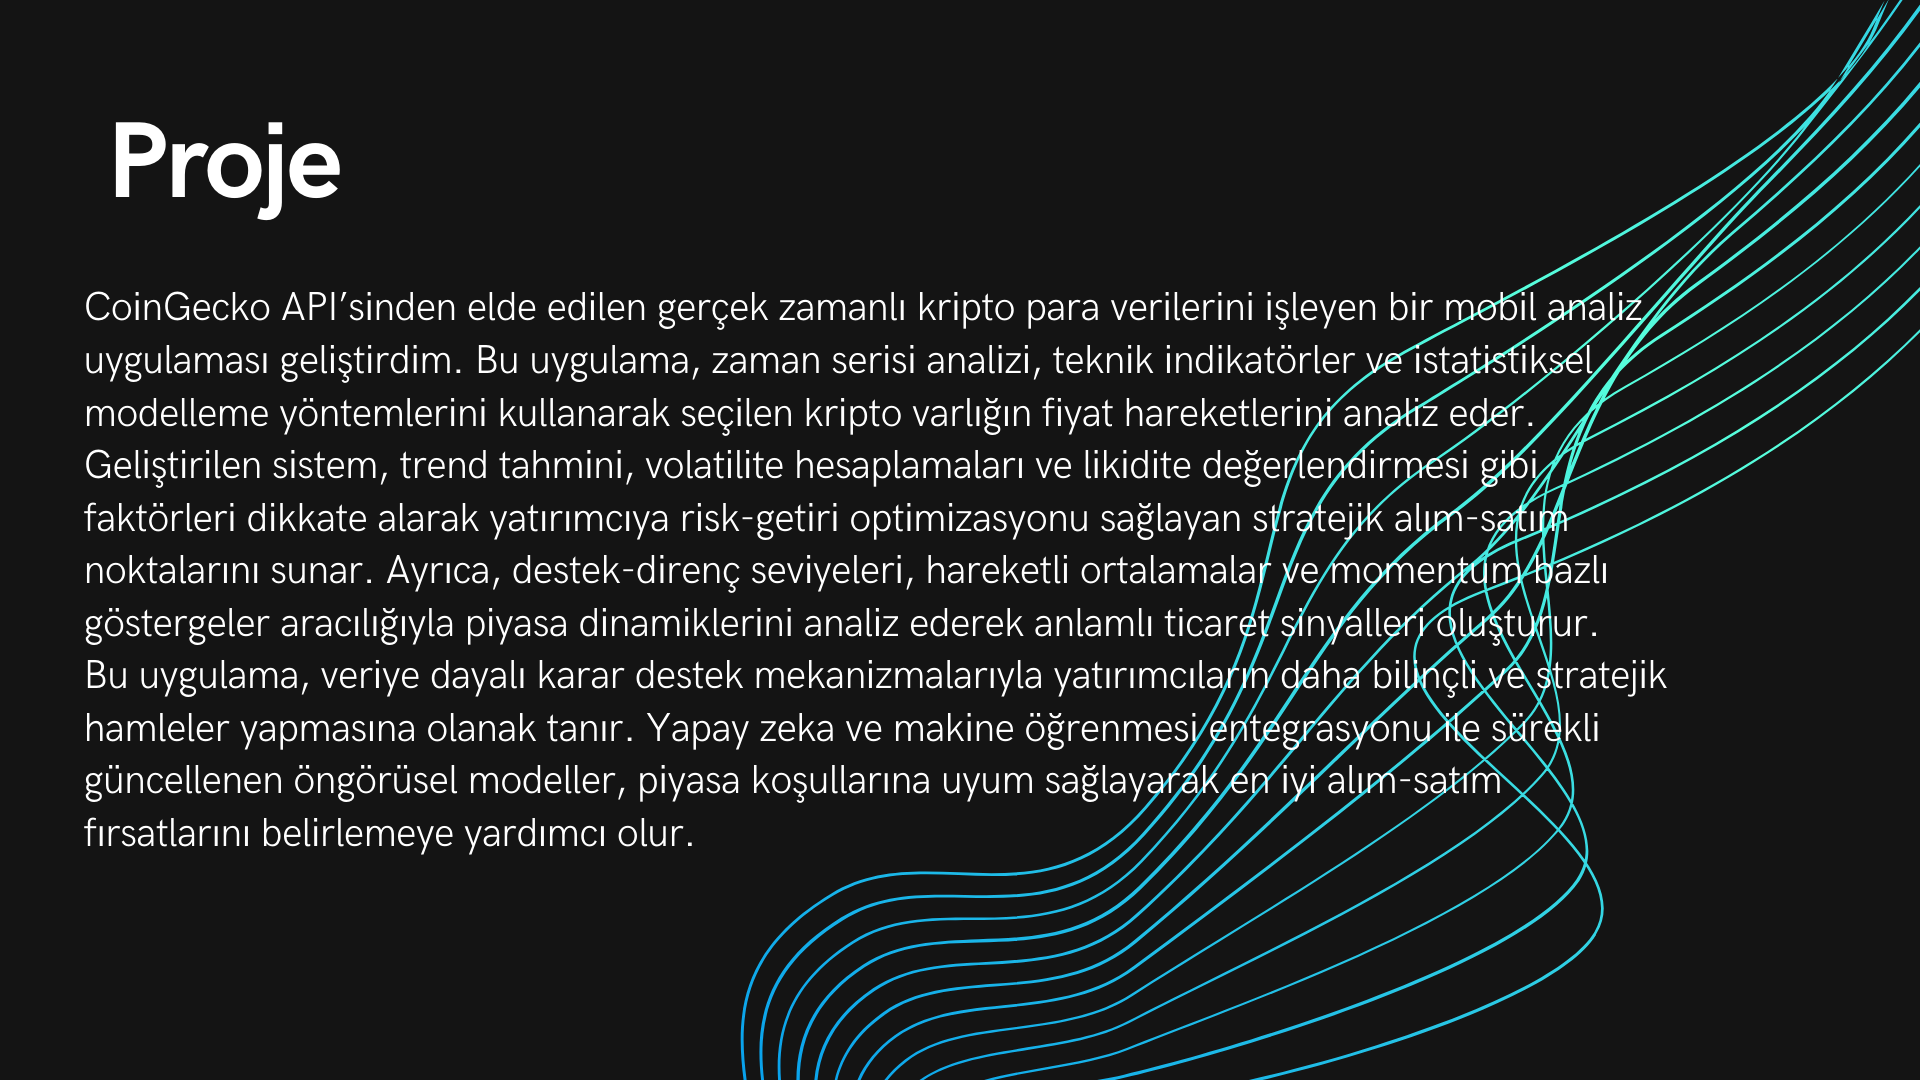 Proje
CoinGecko API’sinden elde edilen gerçek zamanlı kripto para verilerini işleyen bir mobil analiz
uygulaması geliştirdim. Bu uygulama, zaman serisi analizi, teknik indikatörler ve istatistiksel
modelleme yöntemlerini kullanarak seçilen kripto varlığın fiyat hareketlerini analiz eder.
Geliştirilen sistem, trend tahmini, volatilite hesaplamaları ve likidite değerlendirmesi gibi
faktörleri dikkate alarak yatırımcıya risk-getiri optimizasyonu sağlayan stratejik alım-satım
noktalarını sunar. Ayrıca, destek-direnç seviyeleri, hareketli ortalamalar ve momentum bazlı
göstergeler aracılığıyla piyasa dinamiklerini analiz ederek anlamlı ticaret sinyalleri oluşturur.
Bu uygulama, veriye dayalı karar destek mekanizmalarıyla yatırımcıların daha bilinçli ve stratejik
hamleler yapmasına olanak tanır. Yapay zeka ve makine öğrenmesi entegrasyonu ile sürekli
güncellenen öngörüsel modeller, piyasa koşullarına uyum sağlayarak en iyi alım-satım
fırsatlarını belirlemeye yardımcı olur.